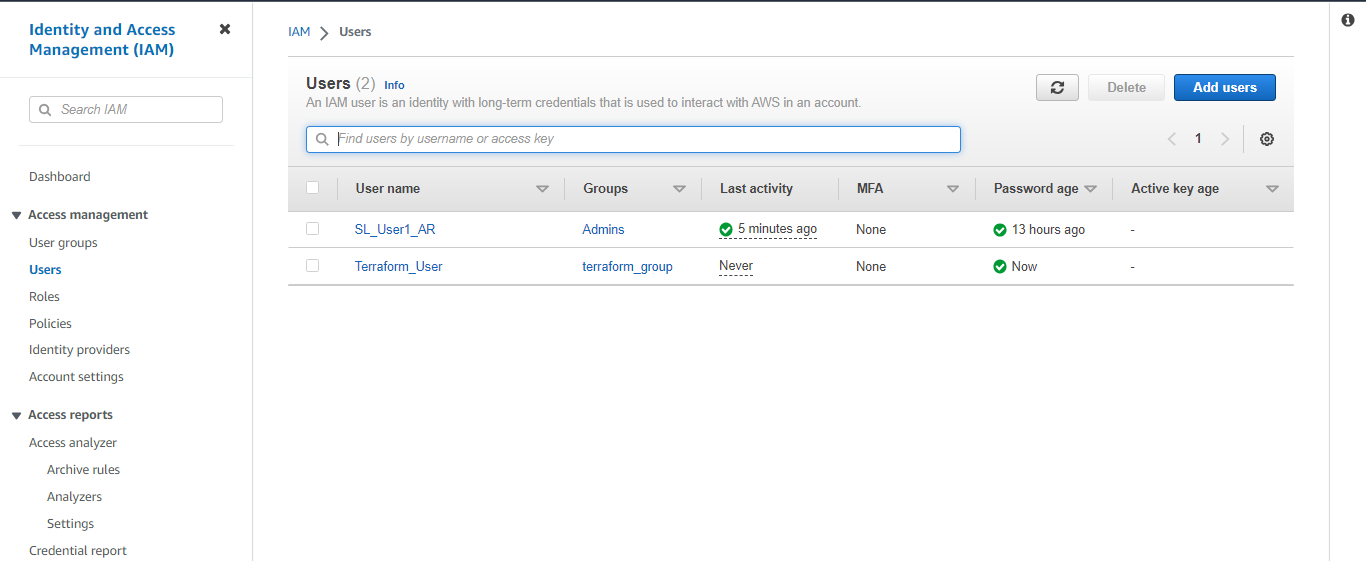 Identity and Access
Management (IAM)
Search IAM
Dashboard
Access management
User groups
Users
Roles
Policies
Identity providers
Account settings
Access reports
Access analyzer
Archive rules
Analyzers
Settings
Credential report
IAM > Users
Users (2) Info
An IAM user is an identity with long-term credentials that is used to interact with AWS in an account.
Delete
Add users
Find users by username or access key
1
User name Groups Last activity MFA Password age Active key age
SL_User1_AR Admins 5 minutes ago None 13 hours ago -
Terraform_User terraform_group Never None Now -